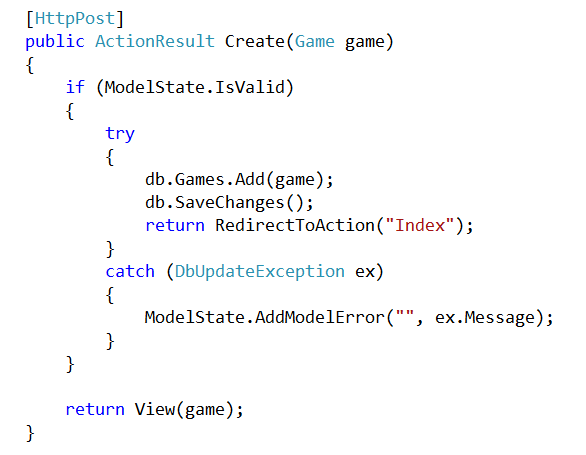 [HttpPost]
public ActionResult Create(Game game)
{
    if (ModelState.IsValid)
    {
        try
        {
            db.Games.Add(game);
            db.SaveChanges();
            return RedirectToAction("Index");
        }
        catch (DbUpdateException ex)
        {
            ModelState.AddModelError("", ex.Message);
        }
    }

    return View(game);
}